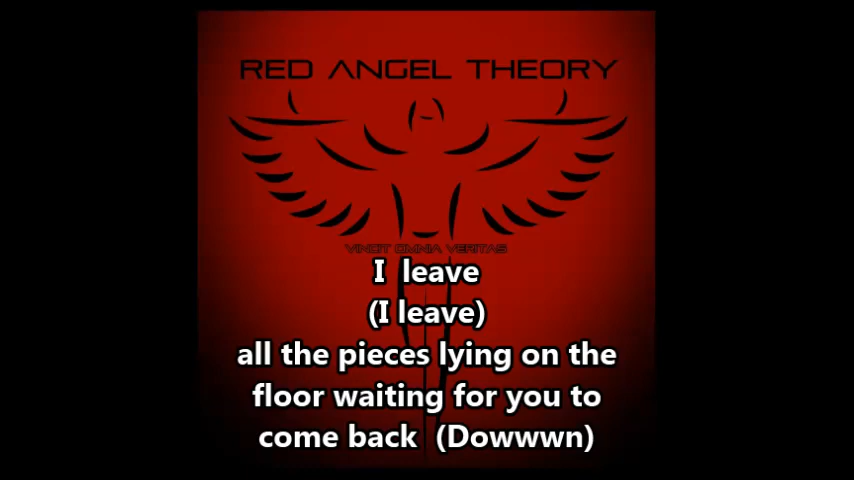 RED ANGEL THEORY
VINCIT OMNIA VERITAS
I  leave
(I leave)
all the pieces lying on the
floor waiting for you to
come back  (Dowwwn)